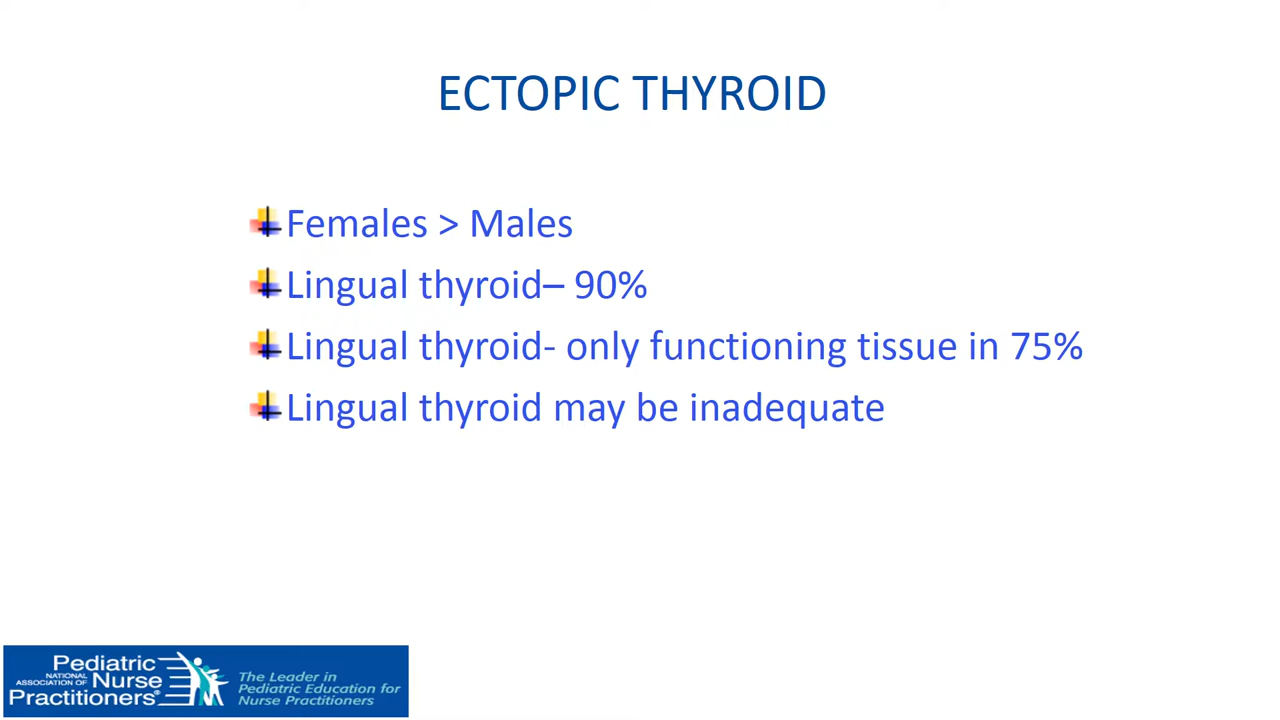 ECTOPIC THYROID
Females > Males
Lingual thyroid– 90%
Lingual thyroid- only functioning tissue in 75%
Lingual thyroid may be inadequate
Pediatric
NATIONAL
ASSOCIATION OF
Nurse
Practitioners®
The Leader in
Pediatric Education for
Nurse Practitioners